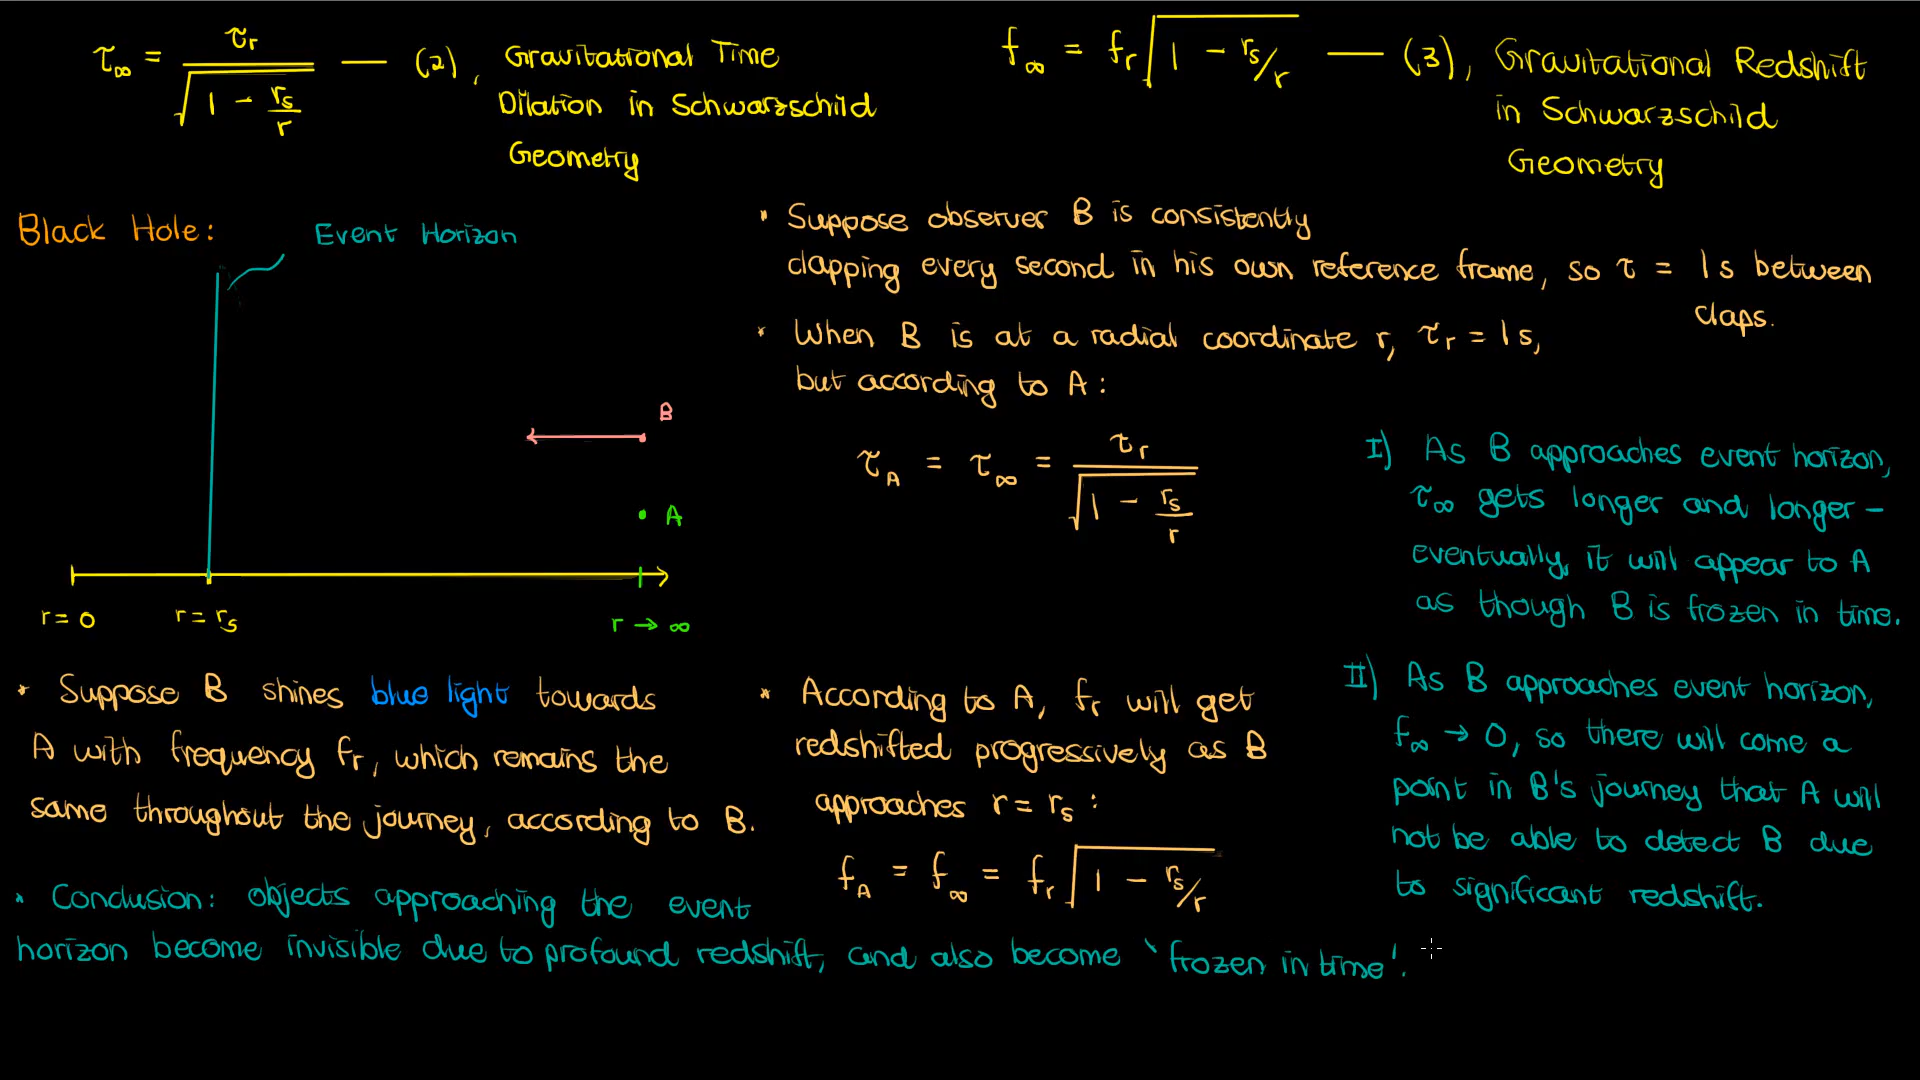 τ∞ = τr / √(1 - rs/r) — (2), Gravitational Time
Dilation in Schwarzschild
Geometry
f∞ = fr √(1 - rs/r) — (3), Gravitational Redshift
in Schwarzschild
Geometry
Black Hole:
Event Horizon
B
A
r = 0
r = rs
r → ∞
* Suppose observer B is consistently
clapping every second in his own reference frame, so τ = 1s between
claps.
* When B is at a radial coordinate r, τr = 1s,
but according to A:
τA = τ∞ = τr / √(1 - rs/r)
I) As B approaches event horizon,
τ∞ gets longer and longer -
eventually, it will appear to A
as though B is frozen in time.
* Suppose B shines blue light towards
A with frequency fr, which remains the
same throughout the journey, according to B.
* According to A, fr will get
redshifted progressively as B
approaches r = rs :
fA = f∞ = fr √(1 - rs/r)
II) As B approaches event horizon,
f∞ → 0, so there will come a
point in B's journey that A will
not be able to detect B due
to significant redshift.
* Conclusion: objects approaching the event
horizon become invisible due to profound redshift, and also become 'frozen in time'.